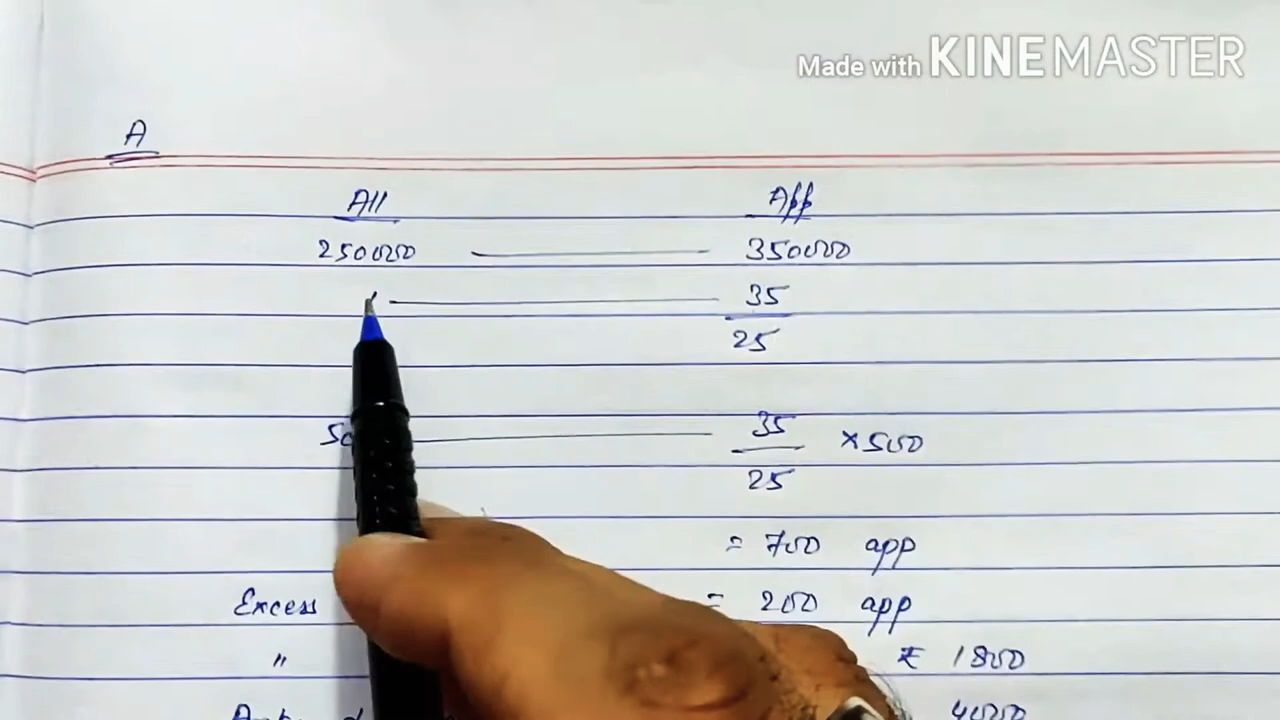 Made with KINEMASTER
A
All App
250000 350000
35
25
35 × 500
25
= 700 app
Excess = 200 app
" ₹ 1800
4000